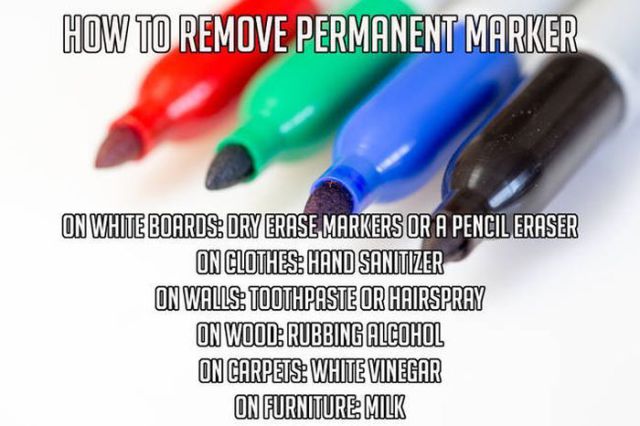 HOW TO REMOVE PERMANENT MARKER
ON WHITE BOARDS: DRY ERASE MARKERS OR A PENCIL ERASER
ON CLOTHES: HAND SANITIZER
ON WALLS: TOOTHPASTE OR HAIRSPRAY
ON WOOD: RUBBING ALCOHOL
ON CARPETS: WHITE VINEGAR
ON FURNITURE: MILK